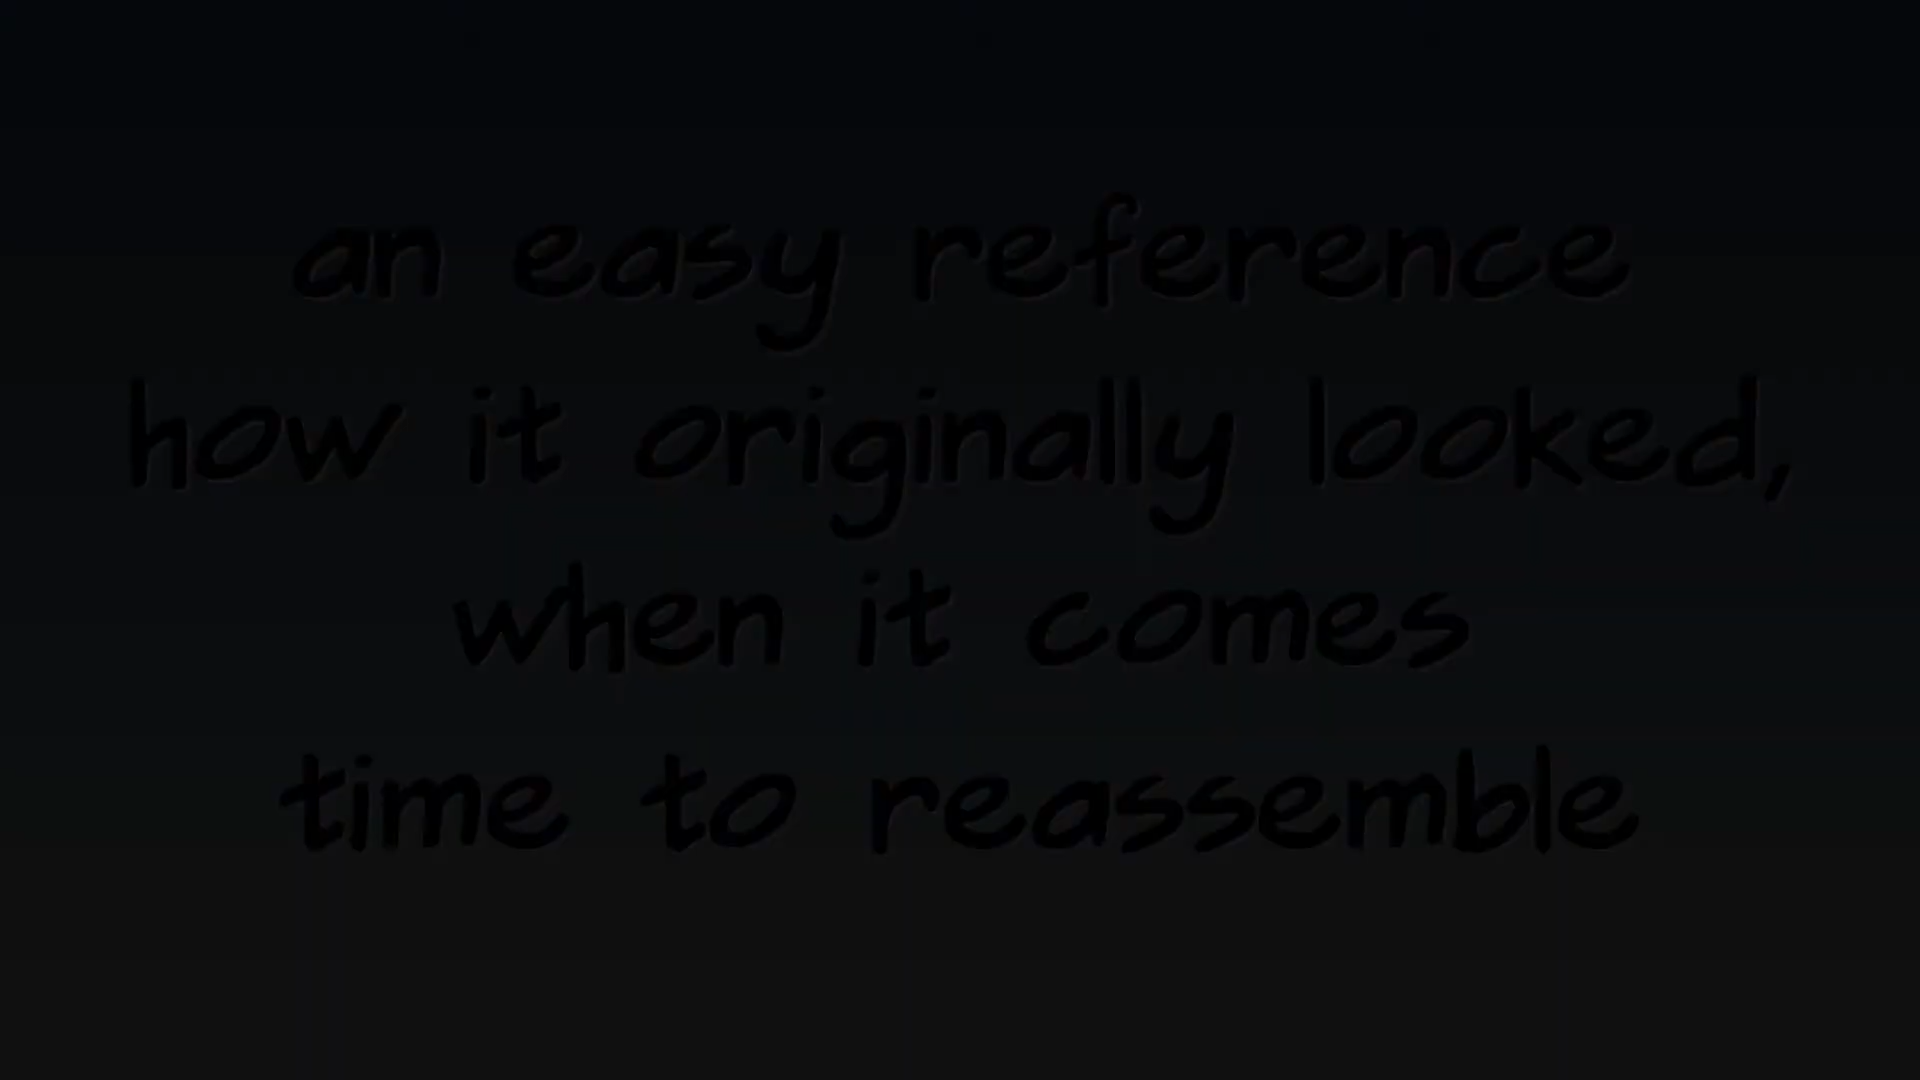 an easy reference
how it originally looked,
when it comes
time to reassemble